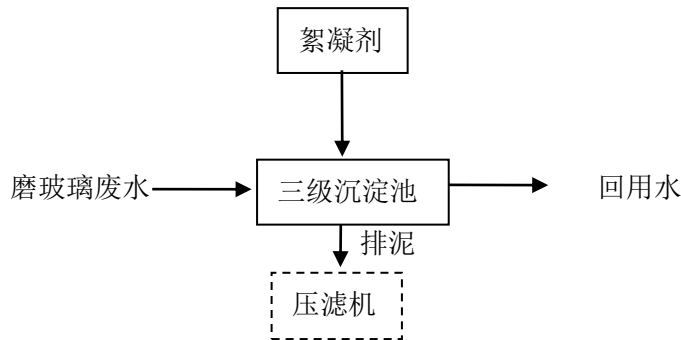 絮凝剂
磨玻璃废水
三级沉淀池
回用水
排泥
压滤机